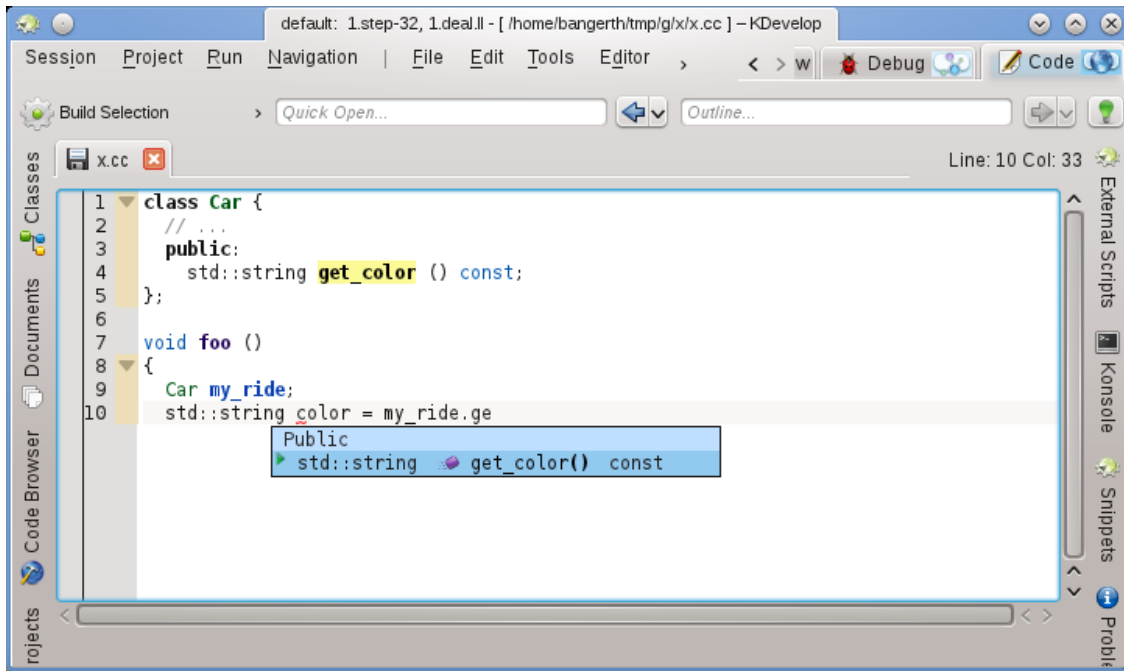 default:  1.step-32, 1.deal.ll - [ /home/bangerth/tmp/g/x/x.cc ] – KDevelop
Session Project Run Navigation | File Edit Tools Editor > < > w Debug Code
Build Selection > Quick Open... Outline...
x.cc Line: 10 Col: 33
1 class Car {
2   // ...
3   public:
4     std::string get_color () const;
5 };
6
7 void foo ()
8 {
9   Car my_ride;
10   std::string color = my_ride.ge
Public
std::string get_color() const
Classes
Documents
Code Browser
rojects
External Scripts
Konsole
Snippets
Proble